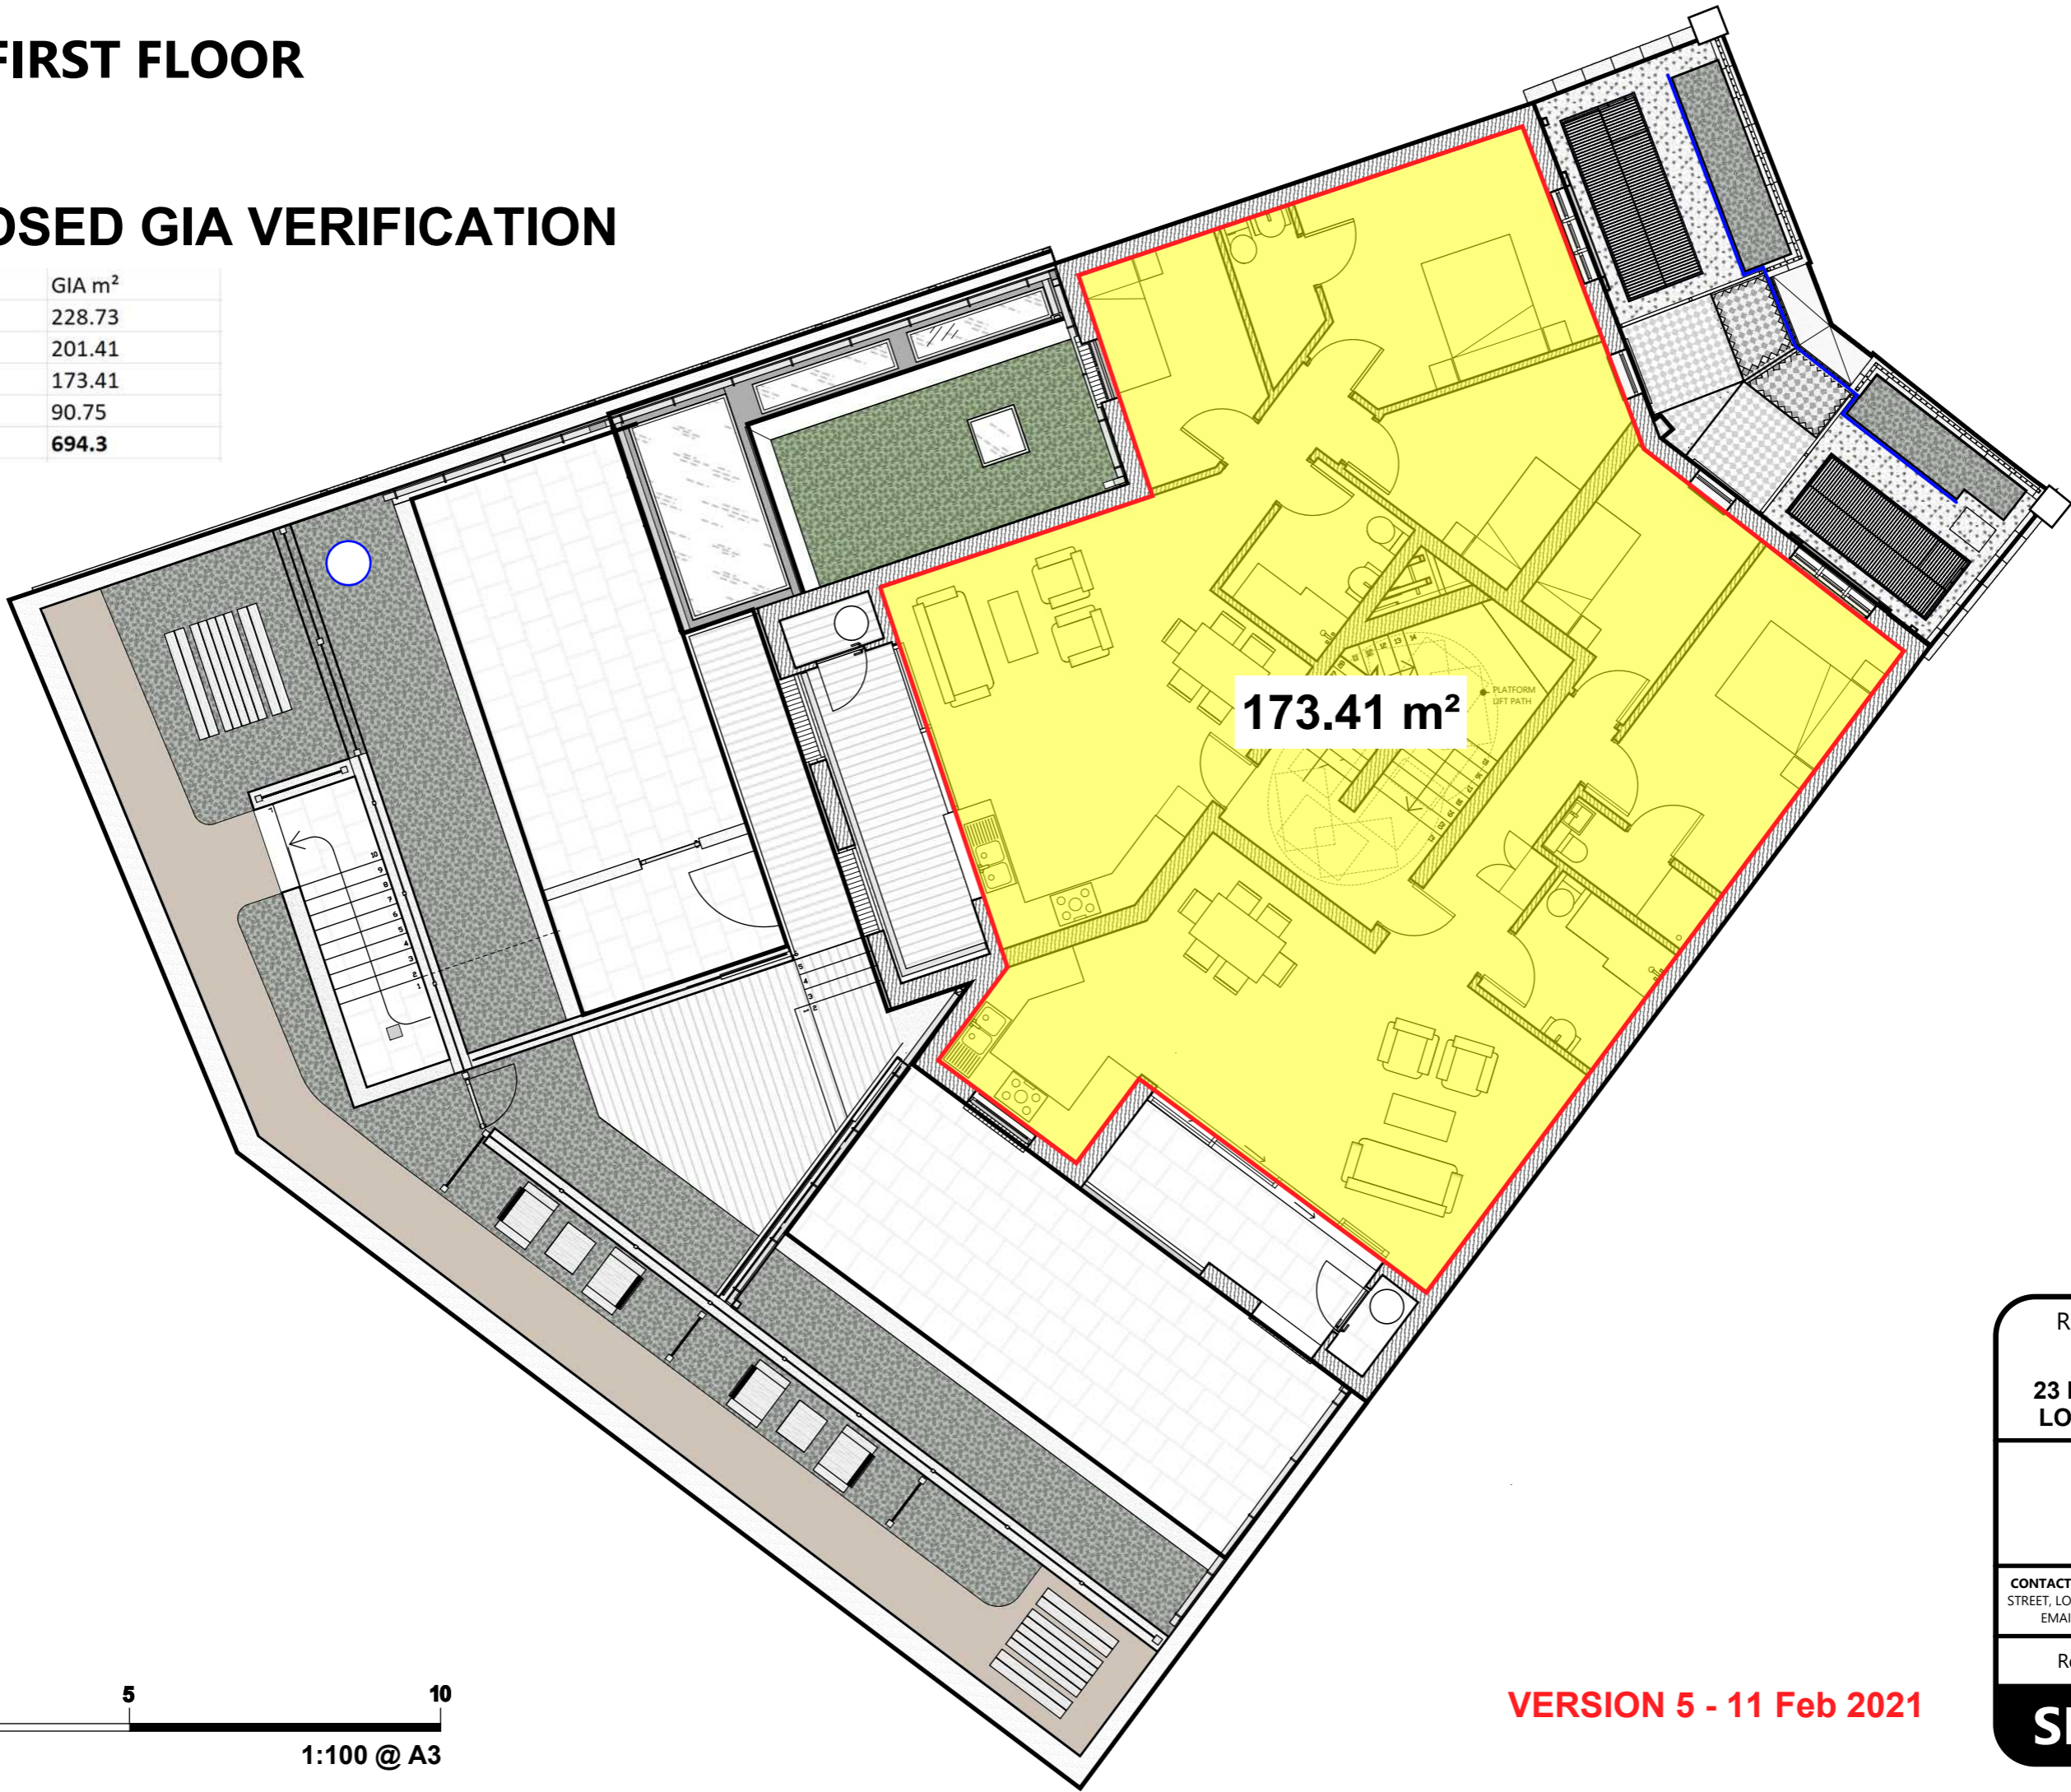 FIRST FLOOR
OSED GIA VERIFICATION
GIA m²
228.73
201.41
173.41
90.75
694.3
173.41 m²
PLATFORM
LIFT PATH
5
10
1:100 @ A3
VERSION 5 - 11 Feb 2021
R
23
LO
CONTACT
STREET, LO
EMAI
R
S